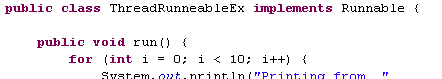 public class ThreadRunneableEx implements Runnable {
public void run() {
for (int i = 0; i < 10; i++) {
System.out.println("Printing from "